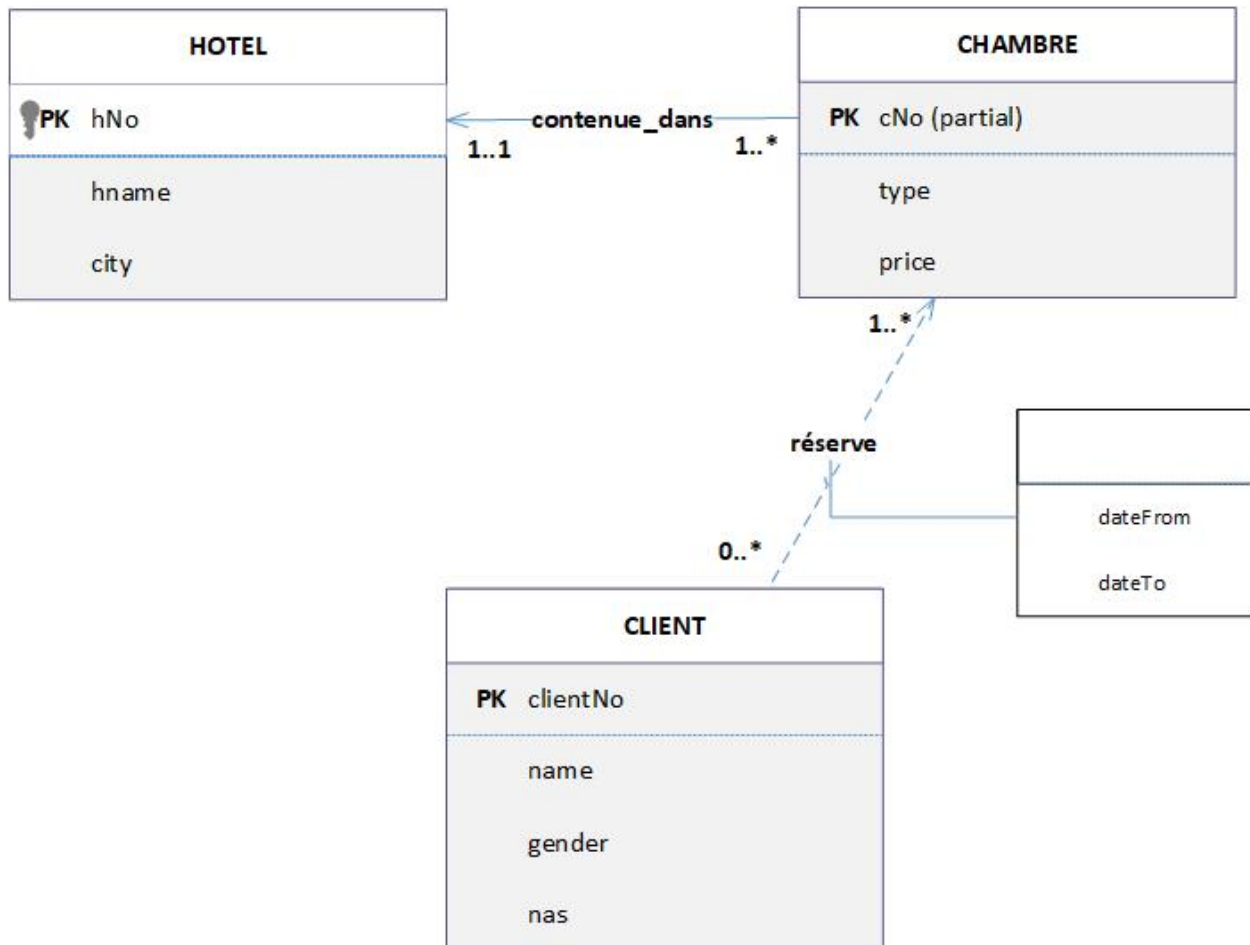 HOTEL
PK hNo
hname
city
contenue_dans
1..1
1..*
CHAMBRE
PK cNo (partial)
type
price
1..*
réserve
0..*
dateFrom
dateTo
CLIENT
PK clientNo
name
gender
nas